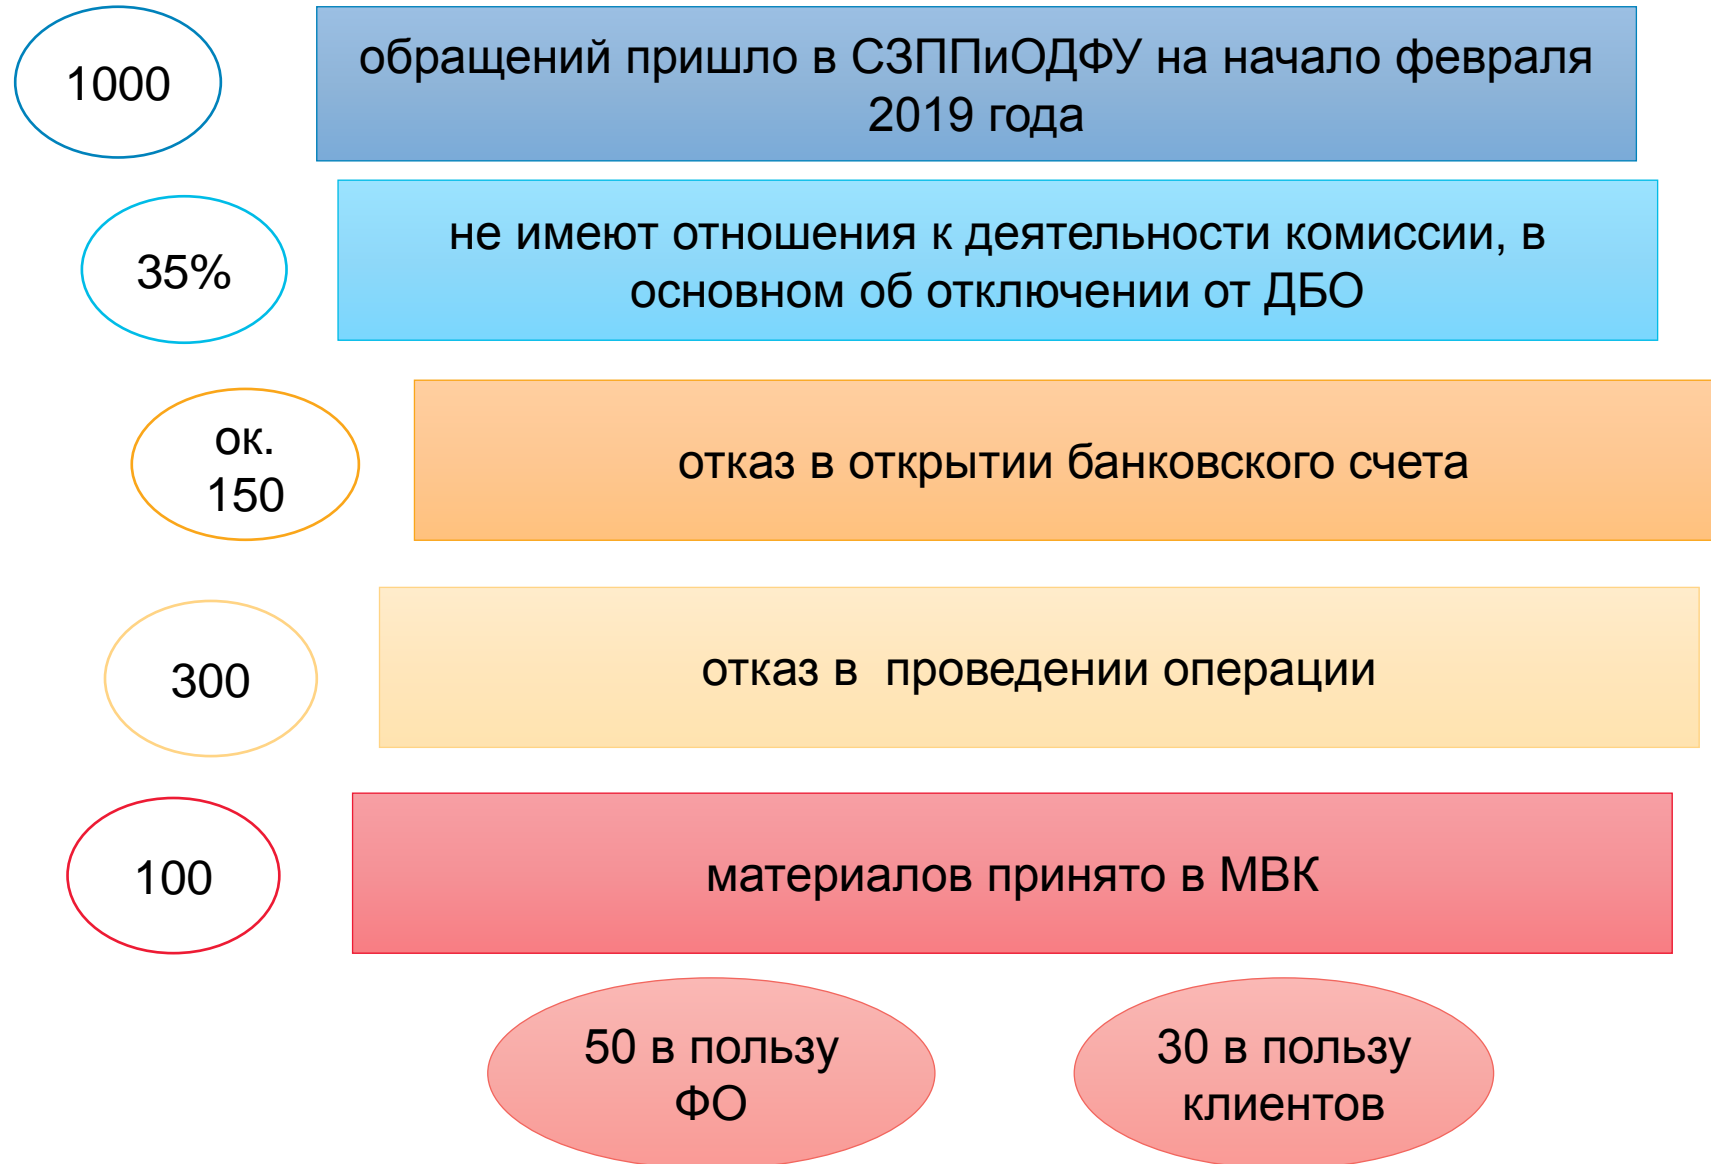 1000
обращений пришло в СЗППиОДФУ на начало февраля
2019 года
35%
не имеют отношения к деятельности комиссии, в
основном об отключении от ДБО
ок.
150
отказ в открытии банковского счета
300
отказ в  проведении операции
100
материалов принято в МВК
50 в пользу
ФО
30 в пользу
клиентов